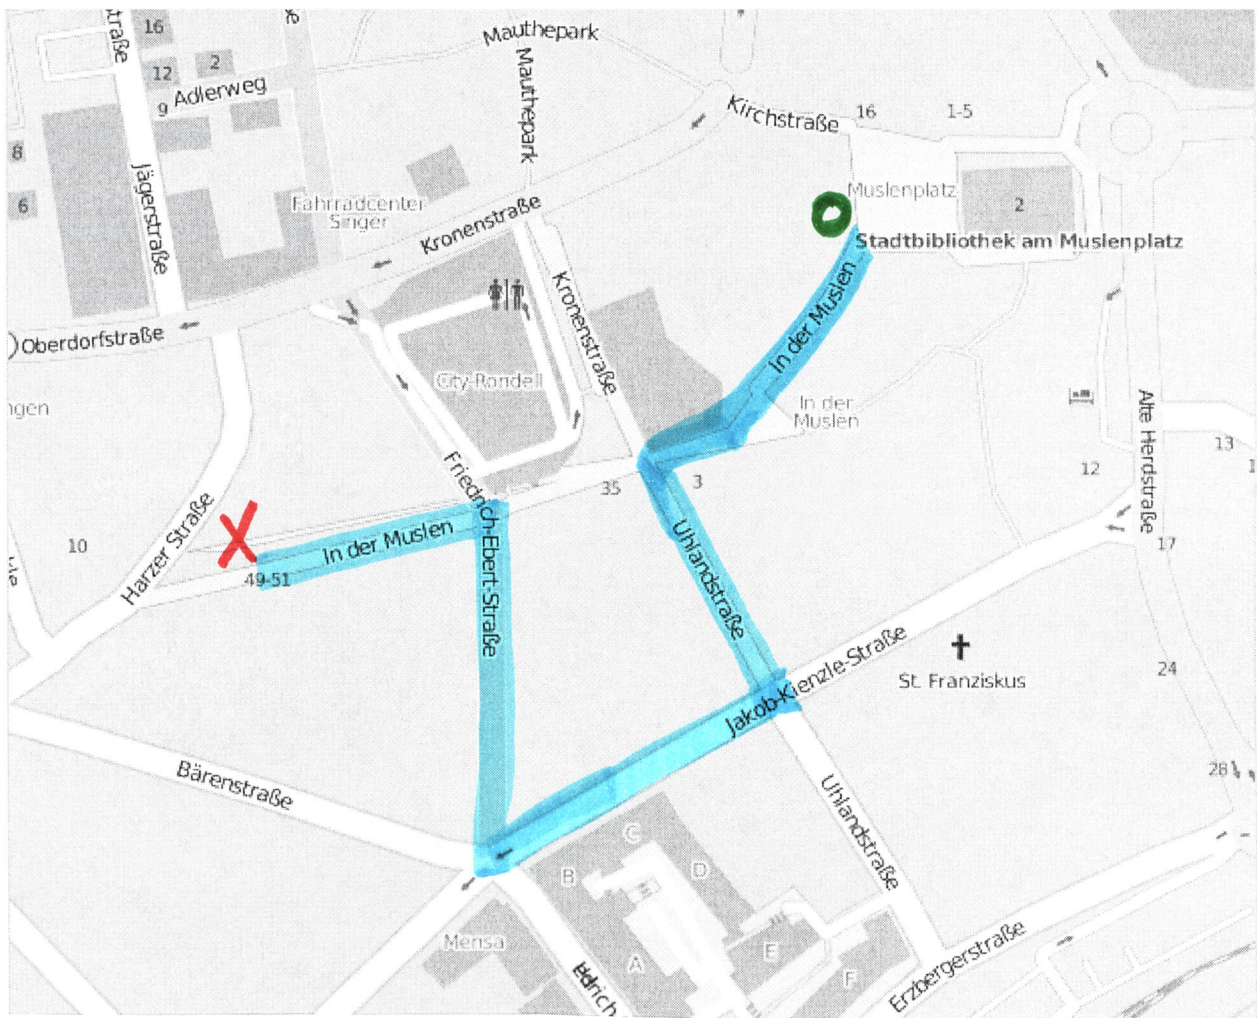 16
Mauthepark
12
2
Adlerweg
9
Mauthepark
Kirchstraße
16
1-5
8
6
Jägerstraße
Fahrradcenter
Singer
Kronenstraße
Muslenplatz
2
Stadtbibliothek am Muslenplatz
Oberdorfstraße
Kronenstraße
In der Muslen
City-Rondell
In der
Muslen
Alte Herdstraße
13
12
Friedrich-Ebert-Straße
35
3
Harzer Straße
10
In der Muslen
49-51
Uhlandstraße
17
Jakob-Kienzle-Straße
St. Franziskus
24
Bärenstraße
28
Uhlandstraße
C
B
D
Mensa
A
E
F
Erzbergerstraße